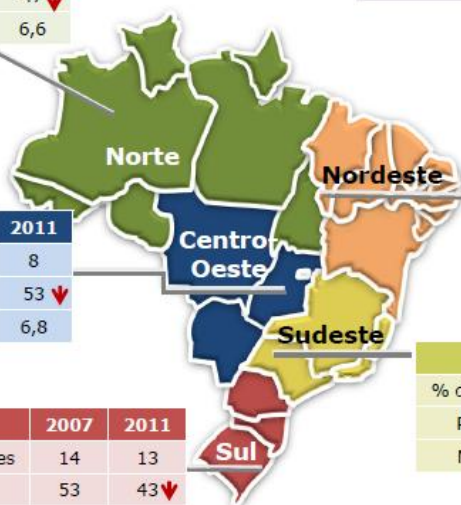 6,6
Norte
Nordeste
2011
8
53
6,8
Centro-
Oeste
Sudeste
%
2007 2011
14 13
53 43
Sul